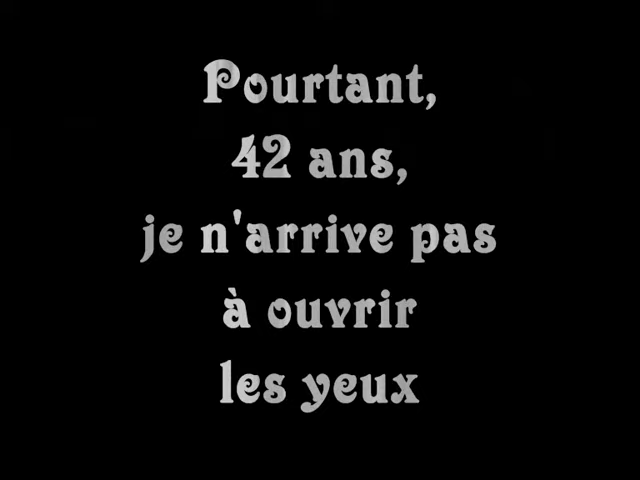 Pourtant,
42 ans,
je n'arrive pas
à ouvrir
les yeux